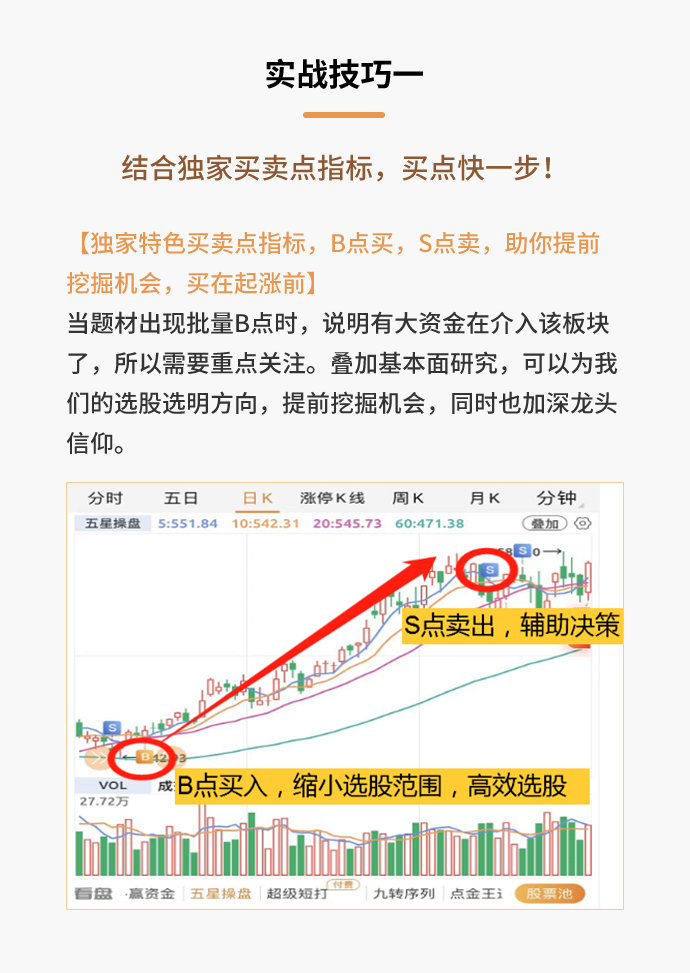 实战技巧一
结合独家买卖点指标，买点快一步！
【独家特色买卖点指标，B点买，S点卖，助你提前
挖掘机会，买在起涨前】
当题材出现批量B点时，说明有大资金在介入该板块
了，所以需要重点关注。叠加基本面研究，可以为我
们的选股选明方向，提前挖掘机会，同时也加深龙头
信仰。
分时 五日 日K 涨停K线 周K 月K 分钟
五星操盘 5:551.84 10:542.31 20:545.73 60:471.38 叠加
S
S
S点卖出，辅助决策
S
B
B点买入，缩小选股范围，高效选股
VOL
27.72万
付费
看盘 赢资金 五星操盘 超级短打 九转序列 点金王 股票池